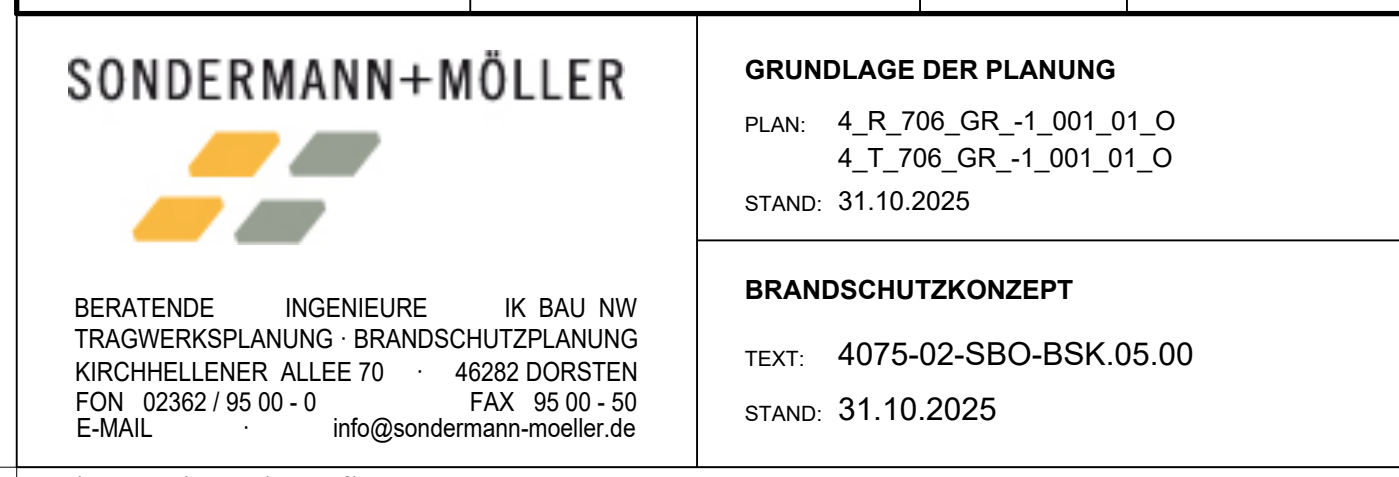 SONDERMANN+MÖLLER
BERATENDE INGENIEURE IK BAU NW
TRAGWERKSPLANUNG · BRANDSCHUTZPLANUNG
KIRCHHELLENER ALLEE 70 · 46282 DORSTEN
FON 02362 / 95 00 - 0 FAX 95 00 - 50
E-MAIL · info@sondermann-moeller.de
GRUNDLAGE DER PLANUNG
PLAN: 4_R_706_GR_-1_001_01_O
4_T_706_GR_-1_001_01_O
STAND: 31.10.2025
BRANDSCHUTZKONZEPT
TEXT: 4075-02-SBO-BSK.05.00
STAND: 31.10.2025